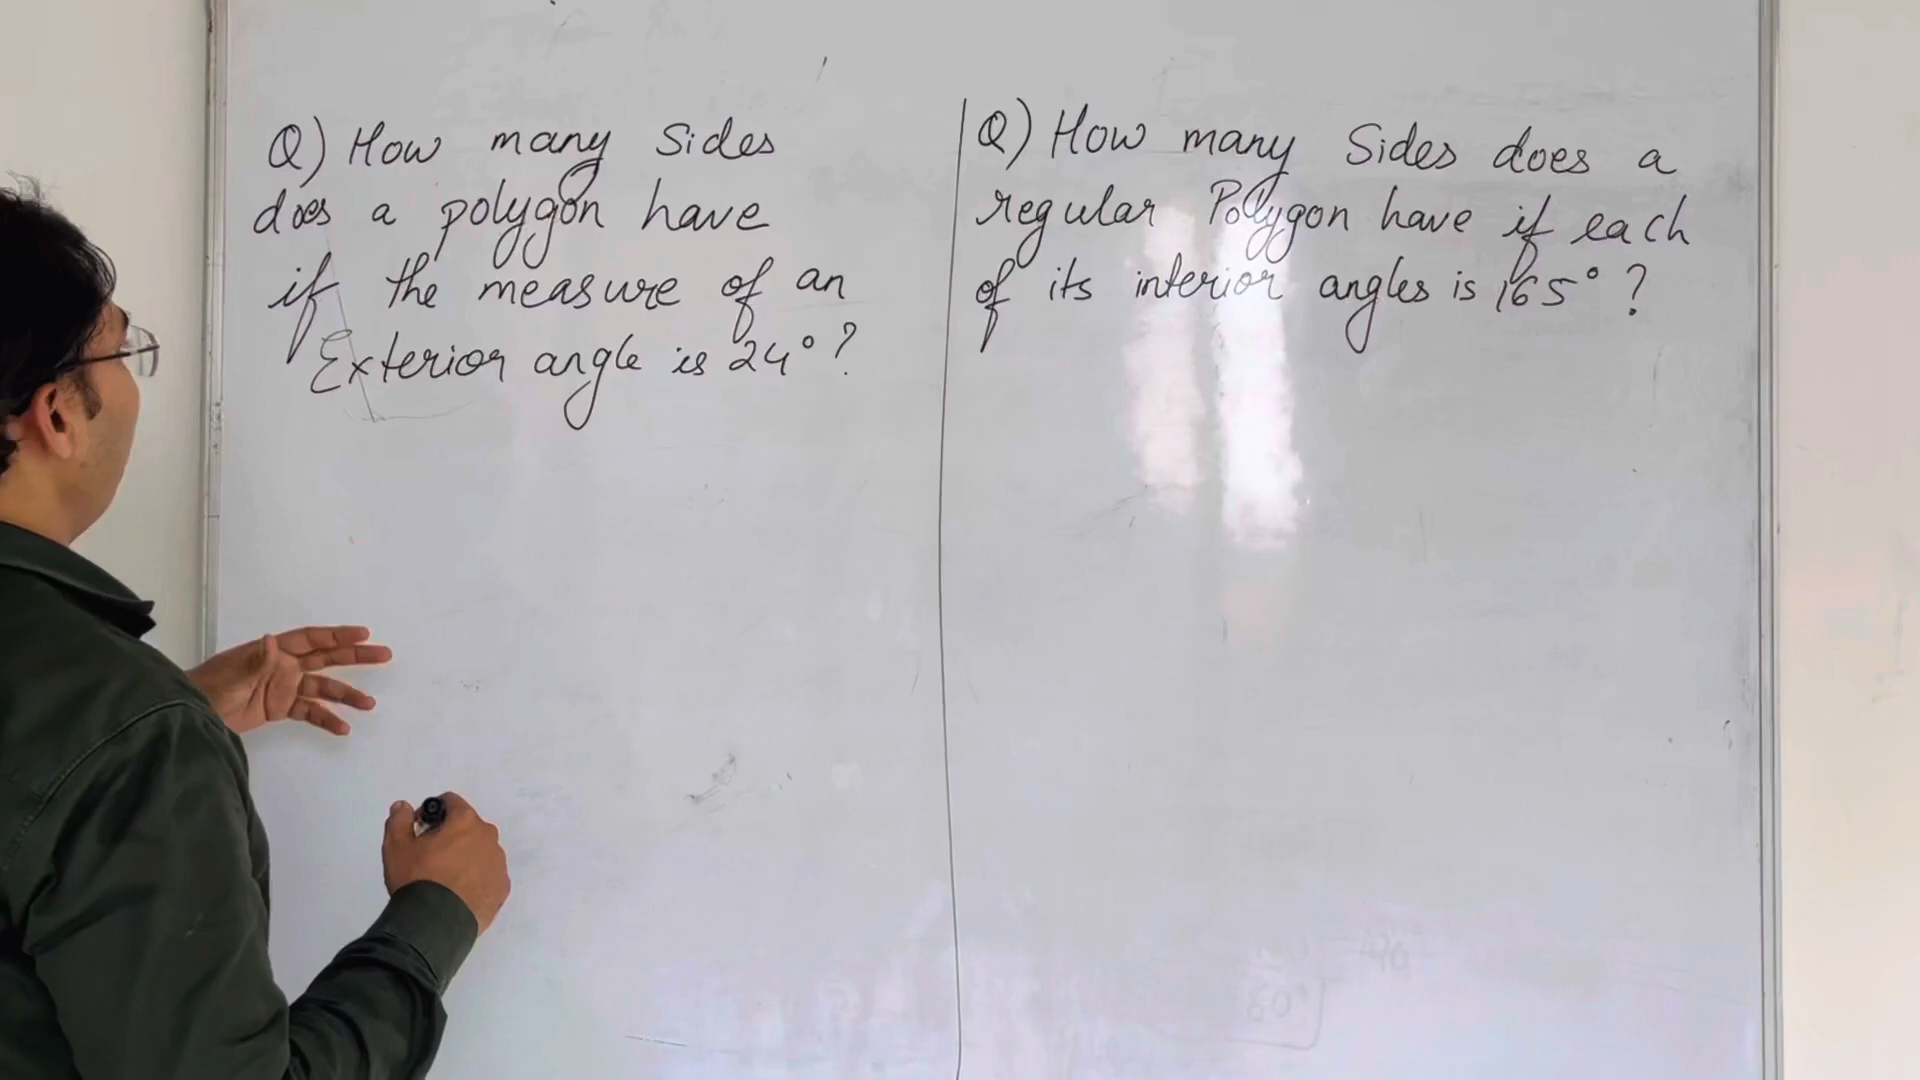 Q) How many Sides
does a polygon have
if the measure of an
Exterior angle is 24°?
Q) How many Sides does a
regular Polygon have if each
of its interior angles is 165°?